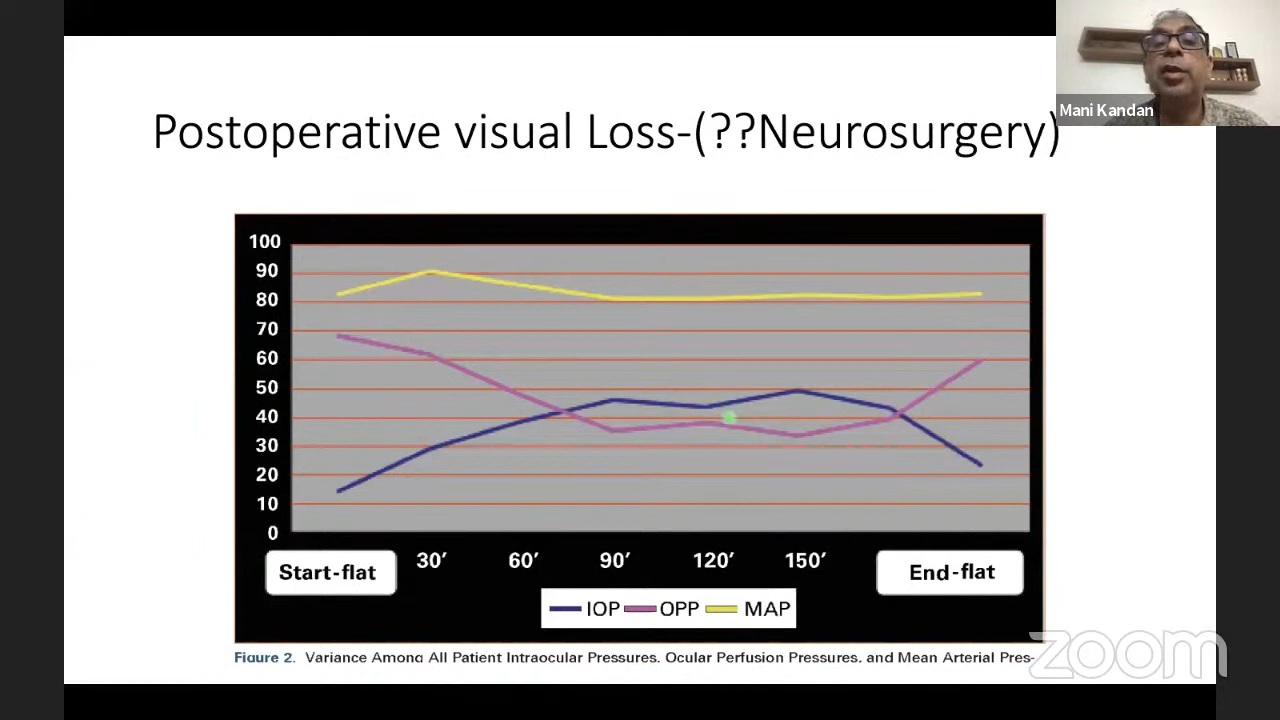 Mani Kandan
Postoperative visual Loss-(??Neurosurgery)
100
90
80
70
60
50
40
30
20
10
0
Start-flat 30′ 60′ 90′ 120′ 150′ End-flat
IOP OPP MAP
Figure 2. Variance Among All Patient Intraocular Pressures, Ocular Perfusion Pressures, and Mean Arterial Pres-
zoom